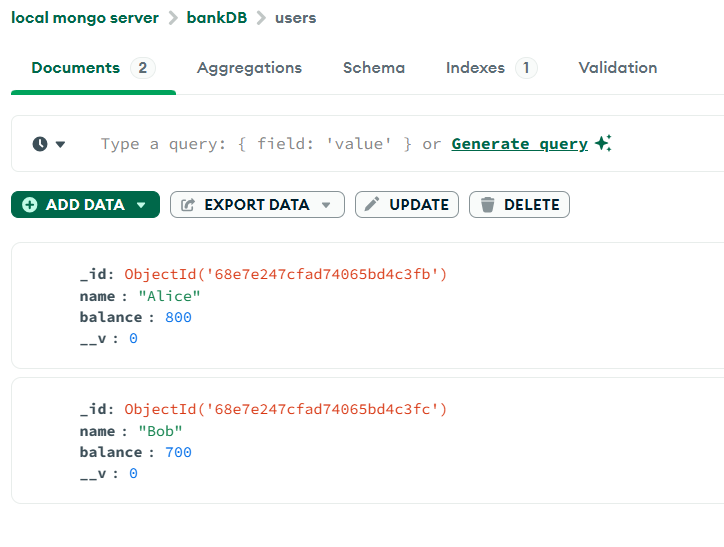 local mongo server > bankDB > users
Documents 2 Aggregations Schema Indexes 1 Validation
Type a query: { field: 'value' } or Generate query
ADD DATA EXPORT DATA UPDATE DELETE
_id: ObjectId('68e7e247cfad74065bd4c3fb')
name : "Alice"
balance : 800
__v : 0
_id: ObjectId('68e7e247cfad74065bd4c3fc')
name : "Bob"
balance : 700
__v : 0